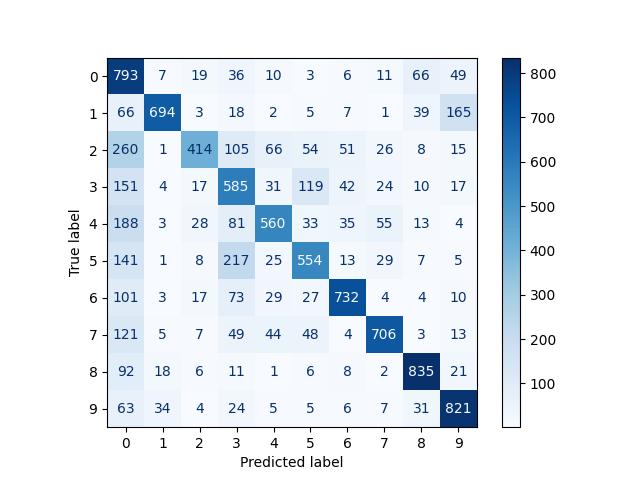 0 793 7 19 36 10 3 6 11 66 49
1 66 694 3 18 2 5 7 1 39 165
2 260 1 414 105 66 54 51 26 8 15
3 151 4 17 585 31 119 42 24 10 17
4 188 3 28 81 560 33 35 55 13 4
5 141 1 8 217 25 554 13 29 7 5
6 101 3 17 73 29 27 732 4 4 10
7 121 5 7 49 44 48 4 706 3 13
8 92 18 6 11 1 6 8 2 835 21
9 63 34 4 24 5 5 6 7 31 821
0 1 2 3 4 5 6 7 8 9
Predicted label
True label
800
700
600
500
400
300
200
100